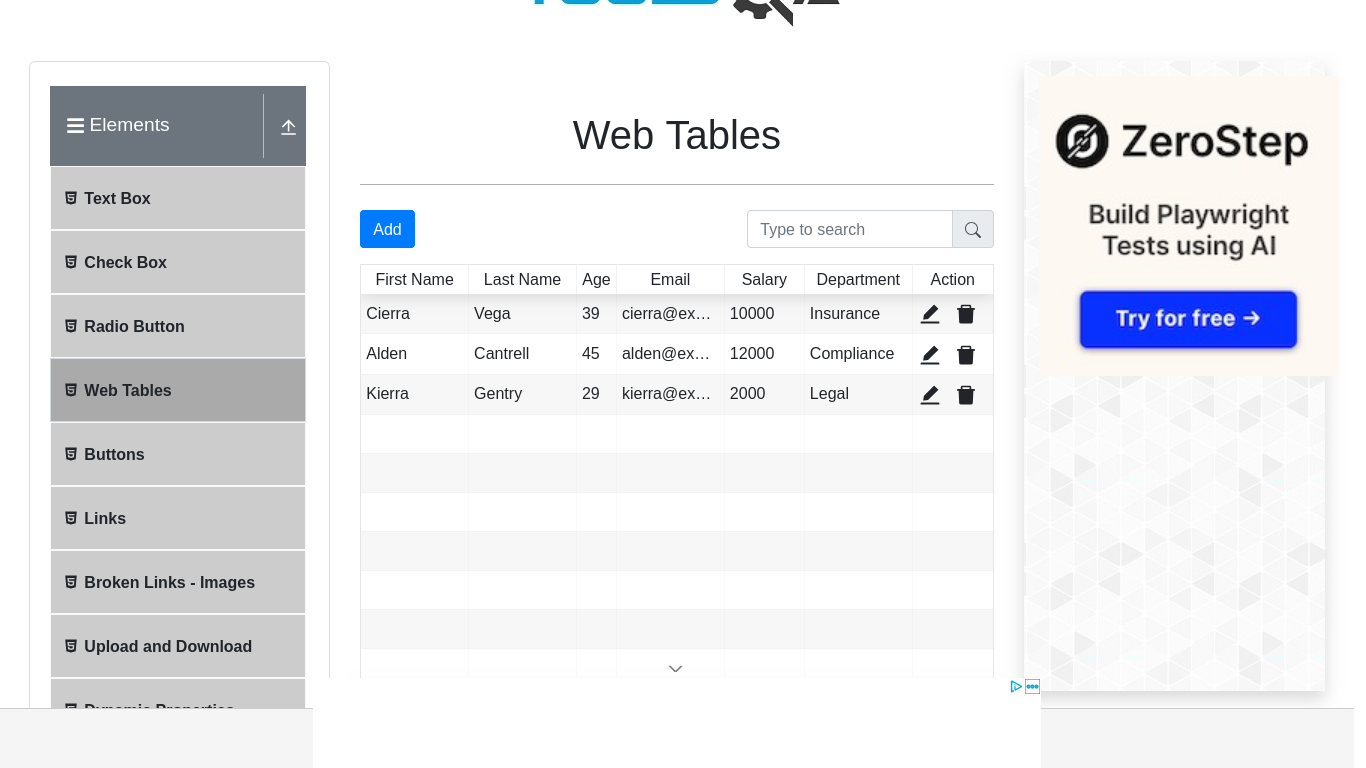 Elements
Text Box
Check Box
Radio Button
Web Tables
Buttons
Links
Broken Links - Images
Upload and Download
Web Tables
Add
Type to search
First Name Last Name Age Email Salary Department Action
Cierra Vega 39 cierra@ex… 10000 Insurance
Alden Cantrell 45 alden@ex… 12000 Compliance
Kierra Gentry 29 kierra@ex… 2000 Legal
ZeroStep
Build Playwright
Tests using AI
Try for free →